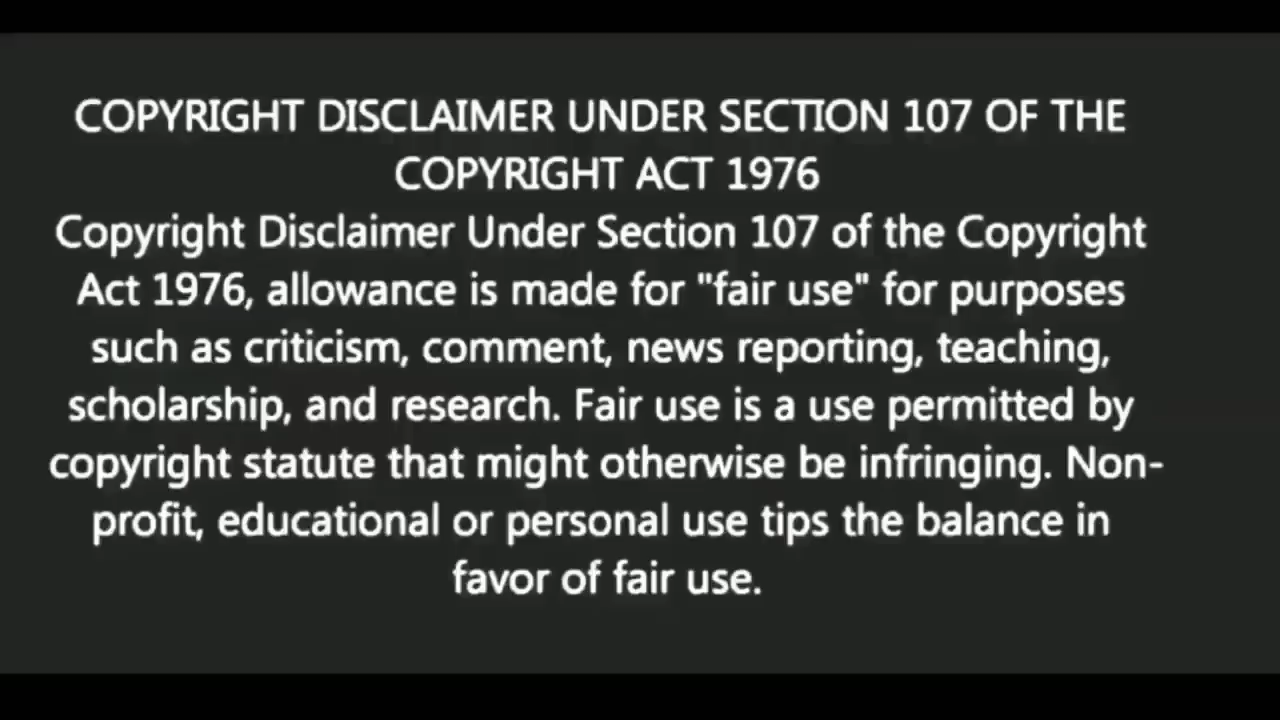 COPYRIGHT DISCLAIMER UNDER SECTION 107 OF THE
COPYRIGHT ACT 1976
Copyright Disclaimer Under Section 107 of the Copyright
Act 1976, allowance is made for "fair use" for purposes
such as criticism, comment, news reporting, teaching,
scholarship, and research. Fair use is a use permitted by
copyright statute that might otherwise be infringing. Non-
profit, educational or personal use tips the balance in
favor of fair use.